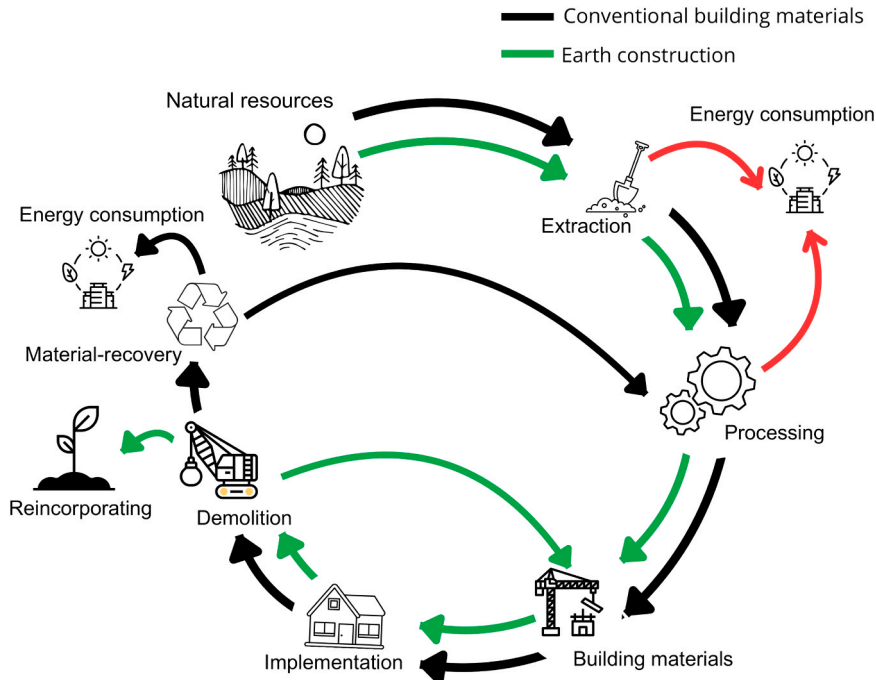 Conventional building materials
Earth construction
Natural resources
Energy consumption
Extraction
Energy consumption
Material-recovery
Processing
Reincorporating
Demolition
Implementation
Building materials